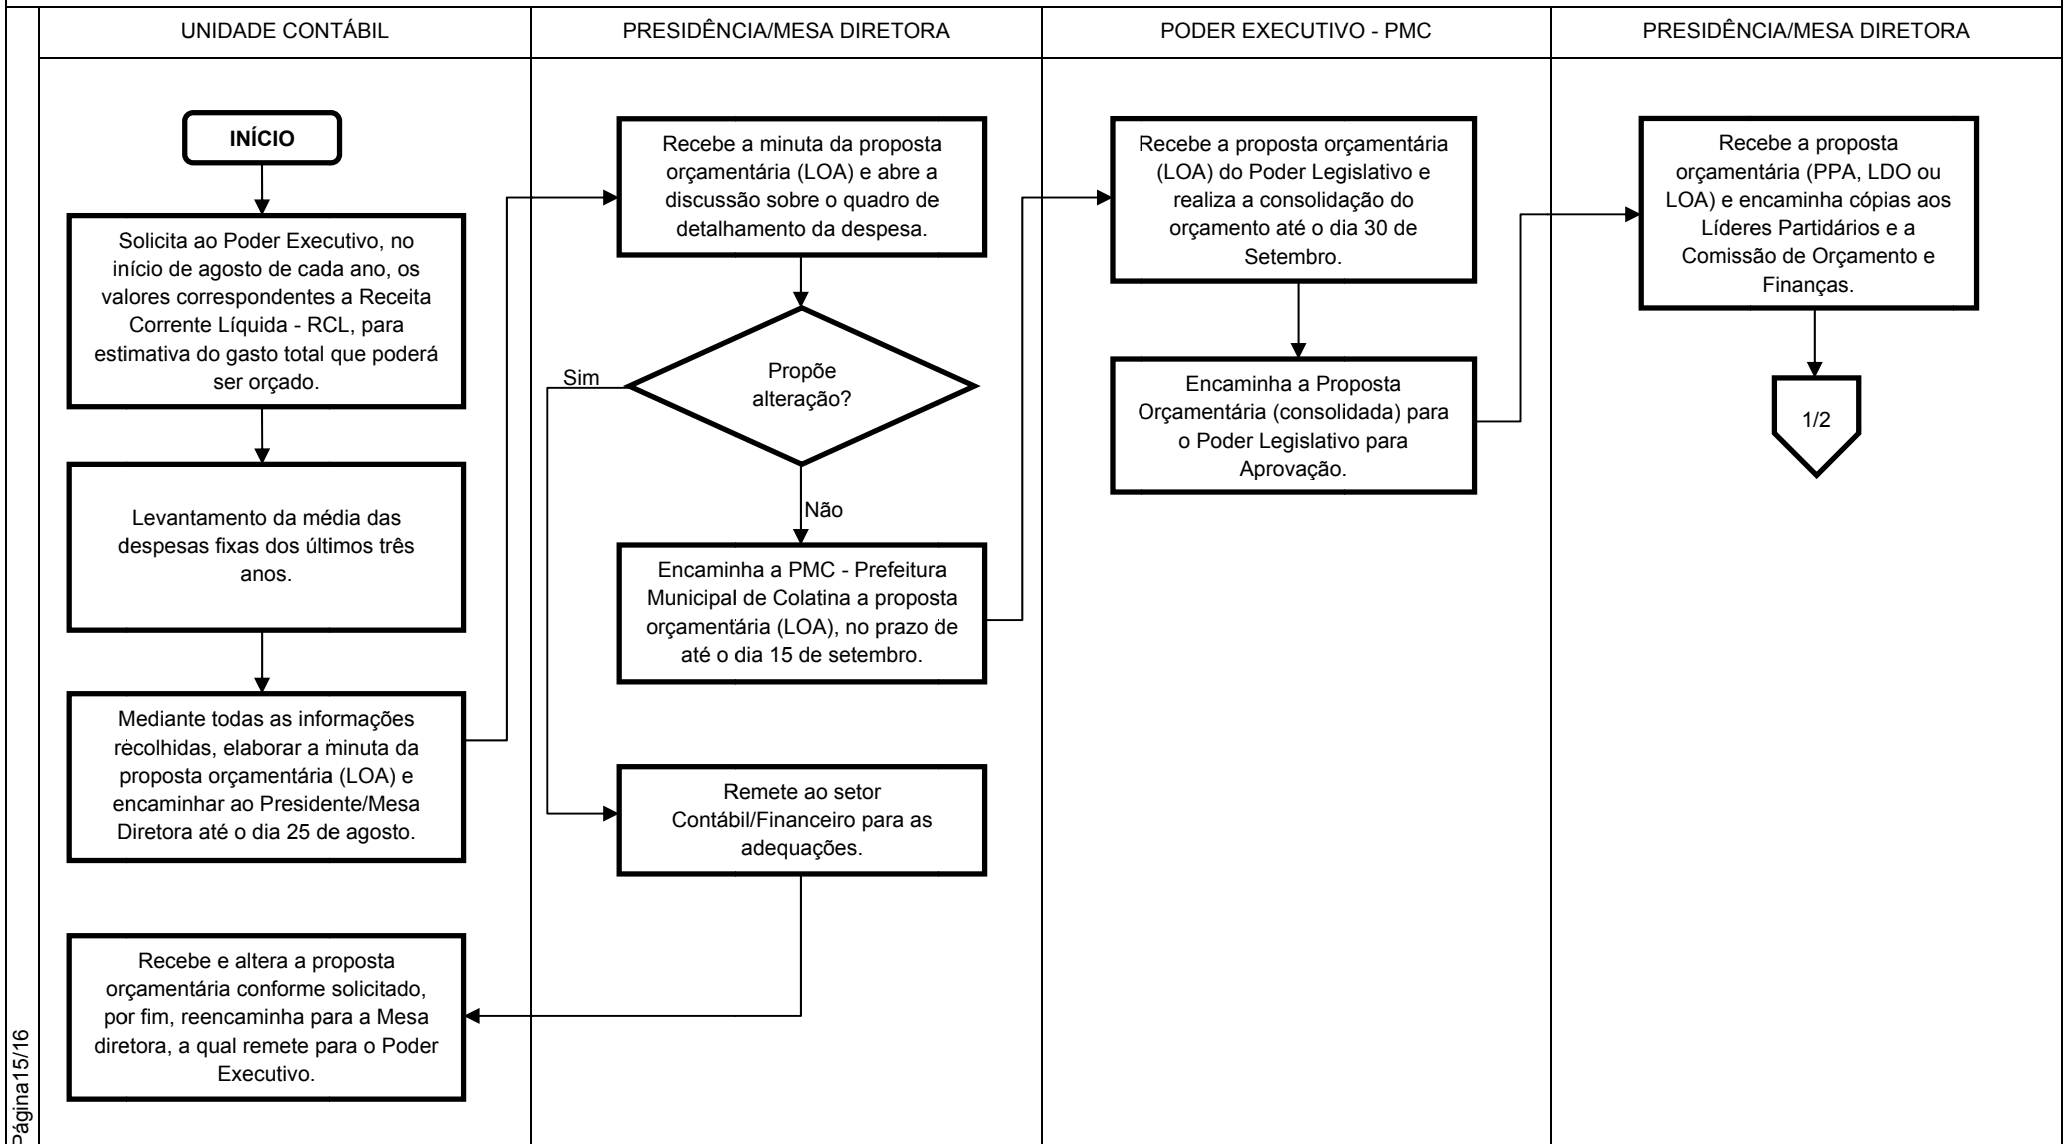 UNIDADE CONTÁBIL
PRESIDÊNCIA/MESA DIRETORA
PODER EXECUTIVO - PMC
PRESIDÊNCIA/MESA DIRETORA
INÍCIO
Solicita ao Poder Executivo, no
início de agosto de cada ano, os
valores correspondentes a Receita
Corrente Líquida - RCL, para
estimativa do gasto total que poderá
ser orçado.
Levantamento da média das
despesas fixas dos últimos três
anos.
Mediante todas as informações
recolhidas, elaborar a minuta da
proposta orçamentária (LOA) e
encaminhar ao Presidente/Mesa
Diretora até o dia 25 de agosto.
Recebe e altera a proposta
orçamentária conforme solicitado,
por fim, reencaminha para a Mesa
diretora, a qual remete para o Poder
Executivo.
Recebe a minuta da proposta
orçamentária (LOA) e abre a
discussão sobre o quadro de
detalhamento da despesa.
Propõe
alteração?
Sim
Não
Encaminha a PMC - Prefeitura
Municipal de Colatina a proposta
orçamentária (LOA), no prazo de
até o dia 15 de setembro.
Remete ao setor
Contábil/Financeiro para as
adequações.
Recebe a proposta orçamentária
(LOA) do Poder Legislativo e
realiza a consolidação do
orçamento até o dia 30 de
Setembro.
Encaminha a Proposta
Orçamentária (consolidada) para
o Poder Legislativo para
Aprovação.
Recebe a proposta
orçamentária (PPA, LDO ou
LOA) e encaminha cópias aos
Líderes Partidários e a
Comissão de Orçamento e
Finanças.
1/2
Página15/16